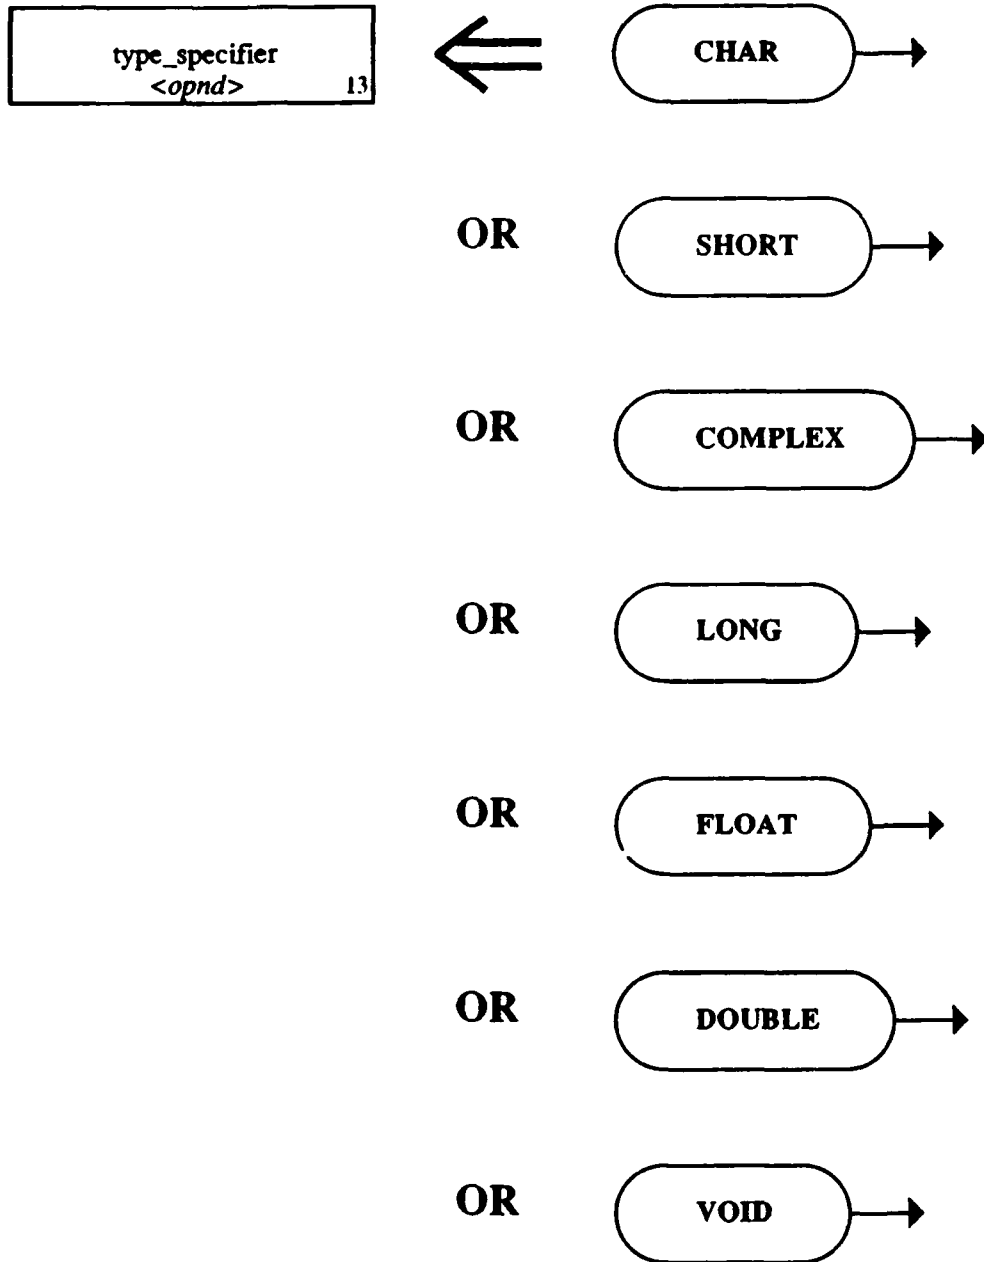 type_specifier
<opnd> 13
CHAR
OR SHORT
OR COMPLEX
OR LONG
OR FLOAT
OR DOUBLE
OR VOID